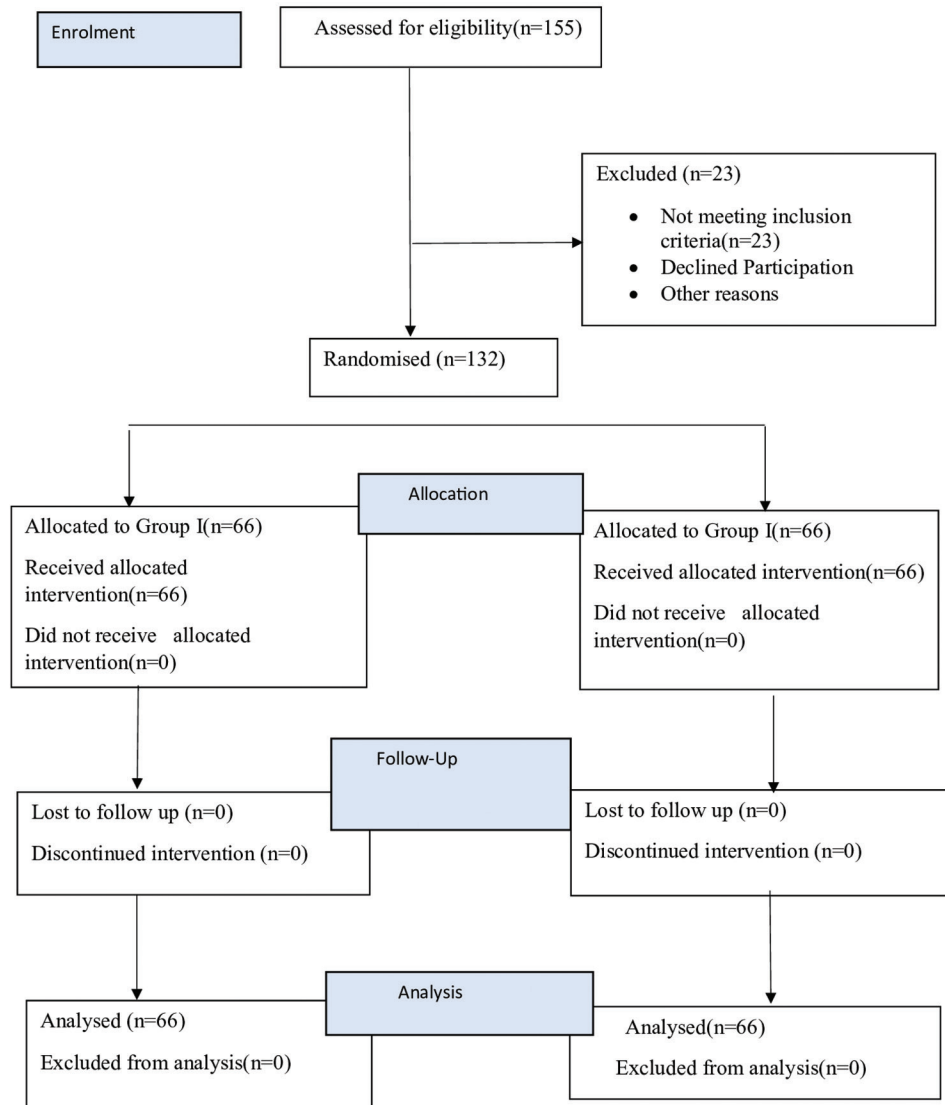 Enrolment
Assessed for eligibility(n=155)
Excluded (n=23)
• Not meeting inclusion
criteria(n=23)
• Declined Participation
• Other reasons
Randomised (n=132)
Allocation
Allocated to Group I(n=66)
Received allocated
intervention(n=66)
Did not receive allocated
intervention(n=0)
Allocated to Group I(n=66)
Received allocated intervention(n=66)
Did not receive allocated
intervention(n=0)
Follow-Up
Lost to follow up (n=0)
Discontinued intervention (n=0)
Lost to follow up (n=0)
Discontinued intervention (n=0)
Analysis
Analysed (n=66)
Excluded from analysis(n=0)
Analysed(n=66)
Excluded from analysis(n=0)